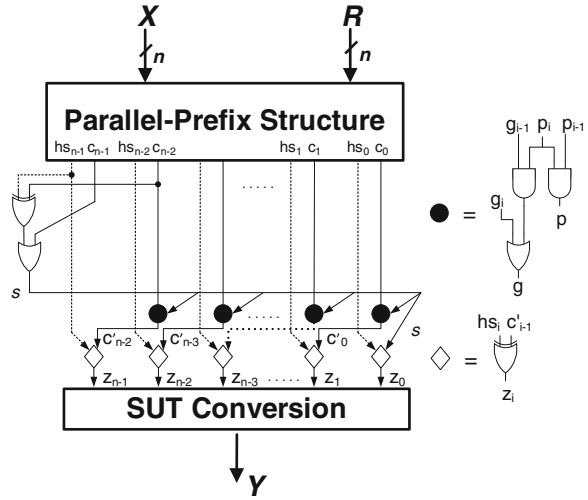 X R
n n
Parallel-Prefix Structure
hsn-1 cn-1 hsn-2 cn-2 hs1 c1 hs0 c0
.....
gi-1 pi pi-1
=
gi
p
g
s
.....
s
c'n-2 c'n-3 c'0
hsi c'i-1
=
zi
zn-1 zn-2 zn-3 ..... z1 z0
SUT Conversion
Y